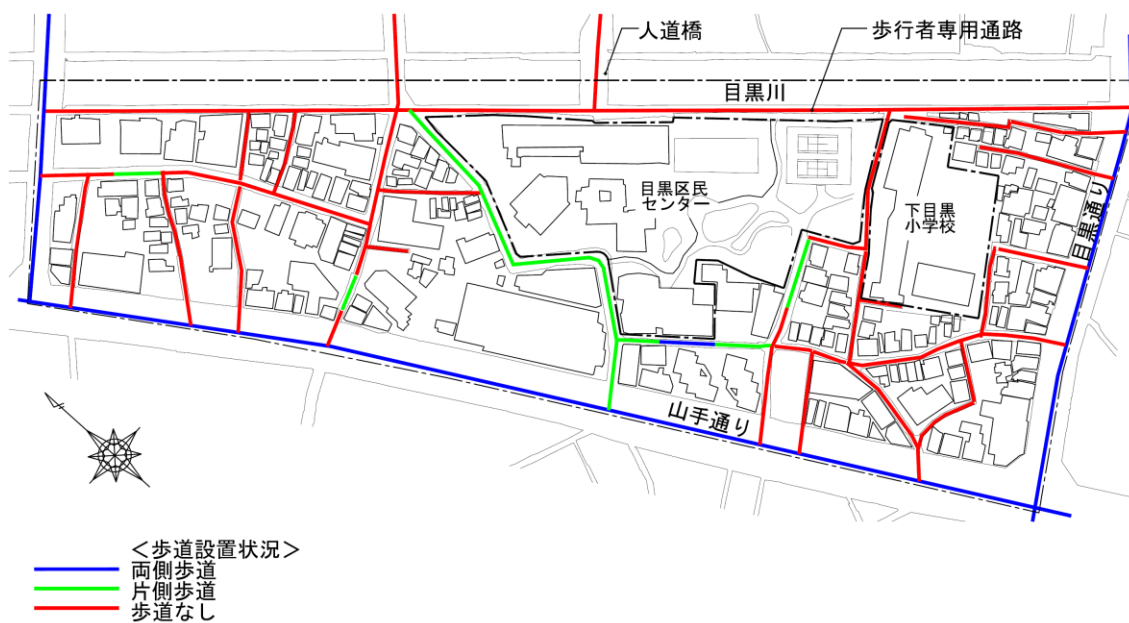 人道橋
歩行者専用通路
目黒川
目黒区民
センター
下目黒
小学校
目黒通り
山手通り
＜歩道設置状況＞
両側歩道
片側歩道
歩道なし